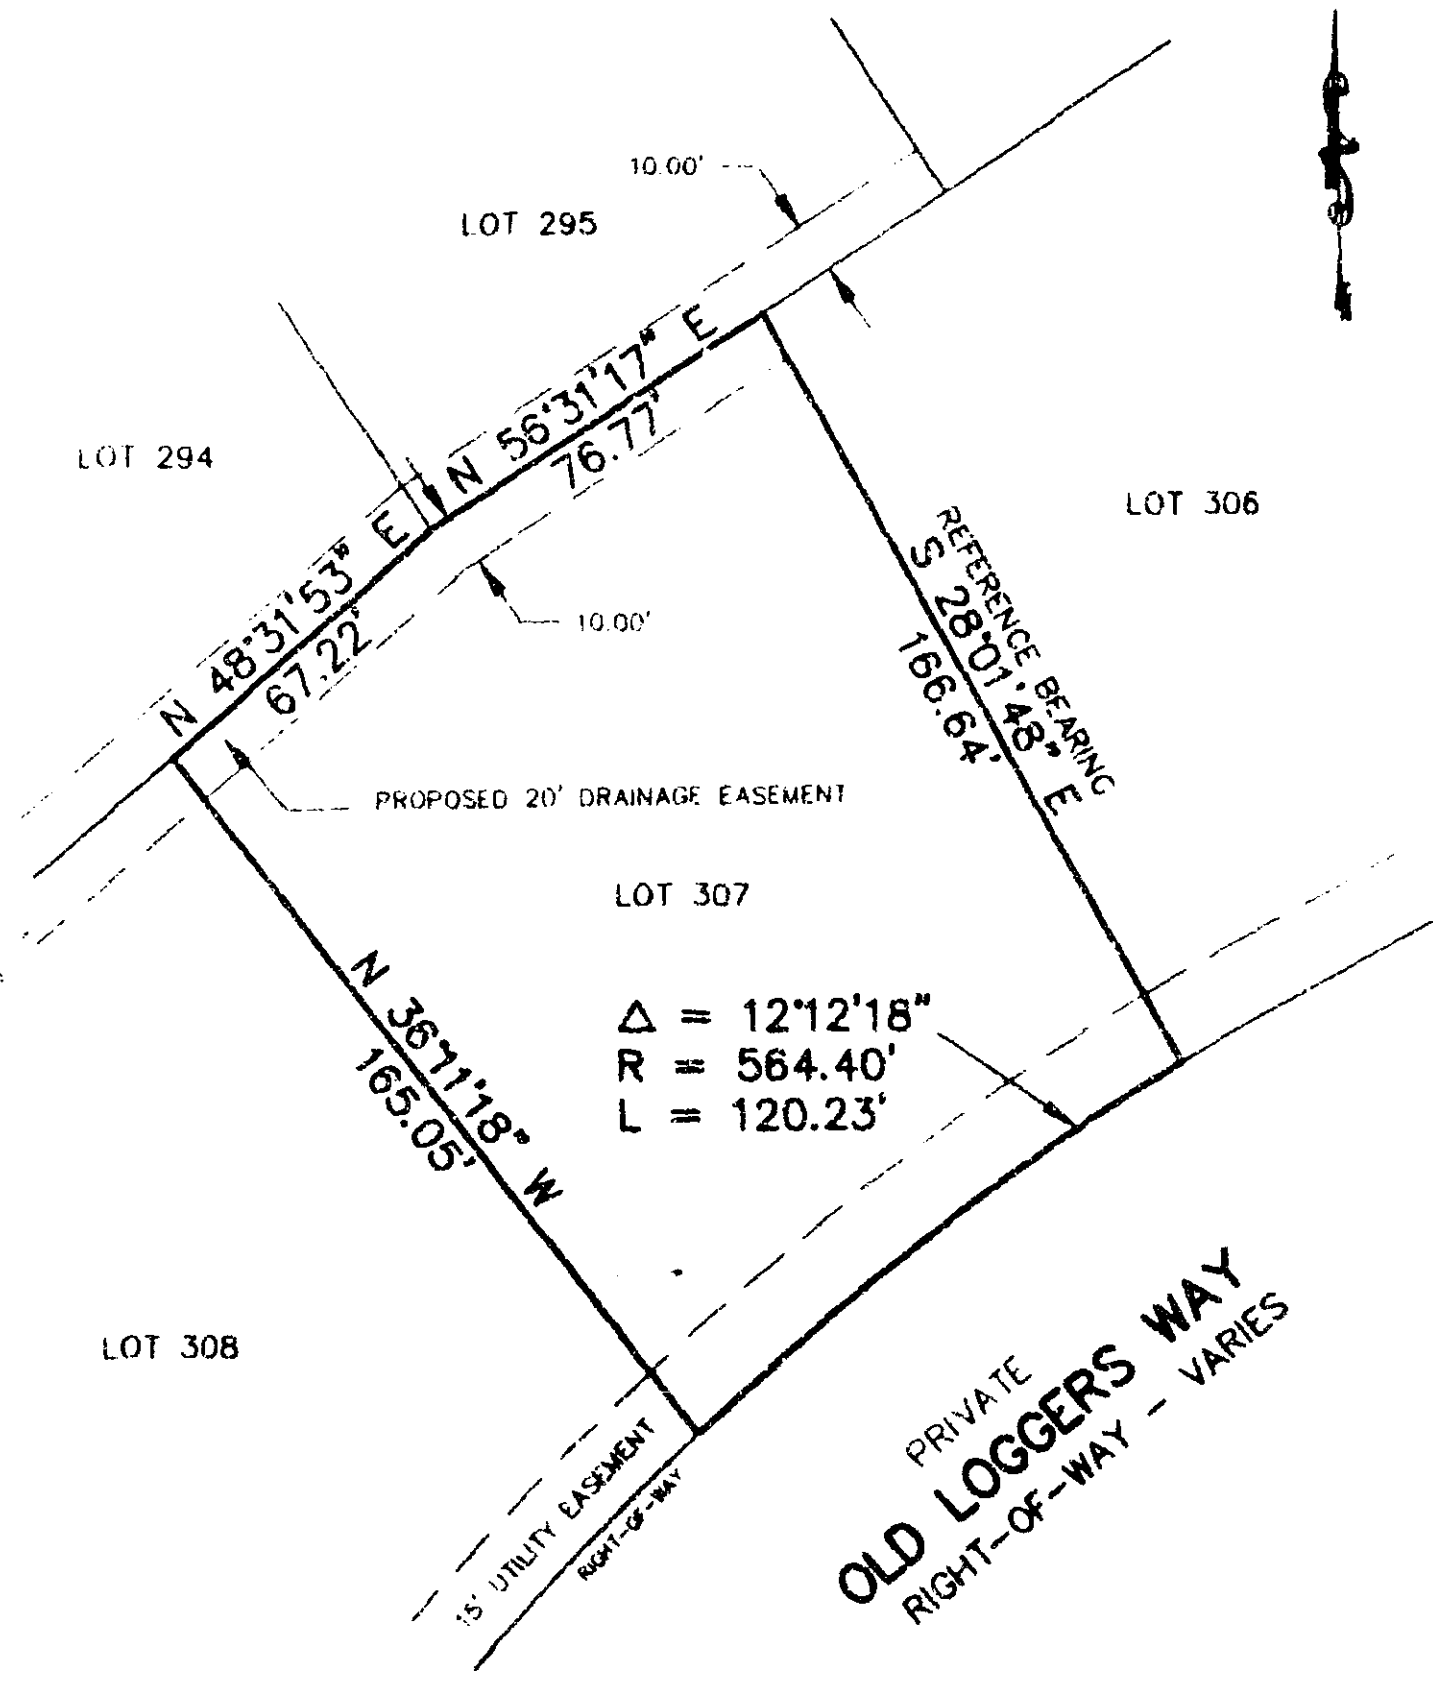 10.00'
LOT 295
N 56°31'17" E
76.77'
LOT 294
LOT 306
N 48°31'53" E
67.22'
10.00'
REFERENCE BEARING
S 28°01'48" E
166.64'
PROPOSED 20' DRAINAGE EASEMENT
LOT 307
N 36°11'18" W
165.05'
Δ = 12°12'18"
R = 564.40'
L = 120.23'
LOT 308
15' UTILITY EASEMENT
RIGHT-OF-WAY
PRIVATE
OLD LOGGERS WAY
RIGHT-OF-WAY - VARIES